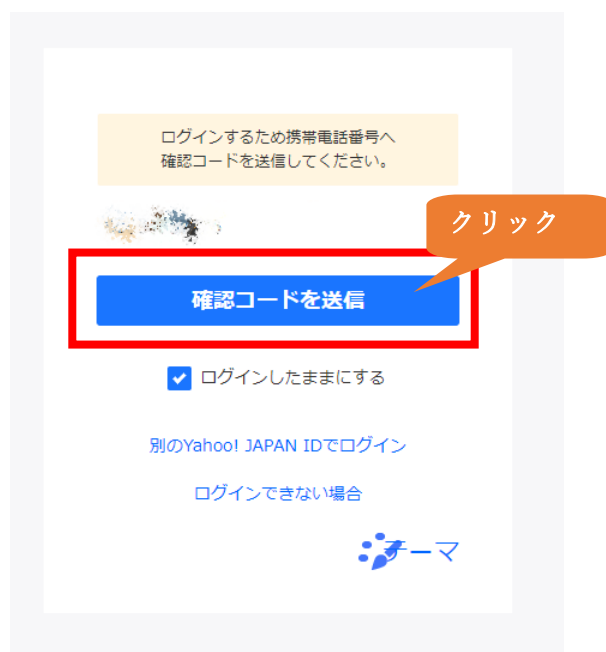 ログインするため携帯電話番号へ
確認コードを送信してください。
クリック
確認コードを送信
ログインしたままにする
別のYahoo! JAPAN IDでログイン
ログインできない場合
テーマ